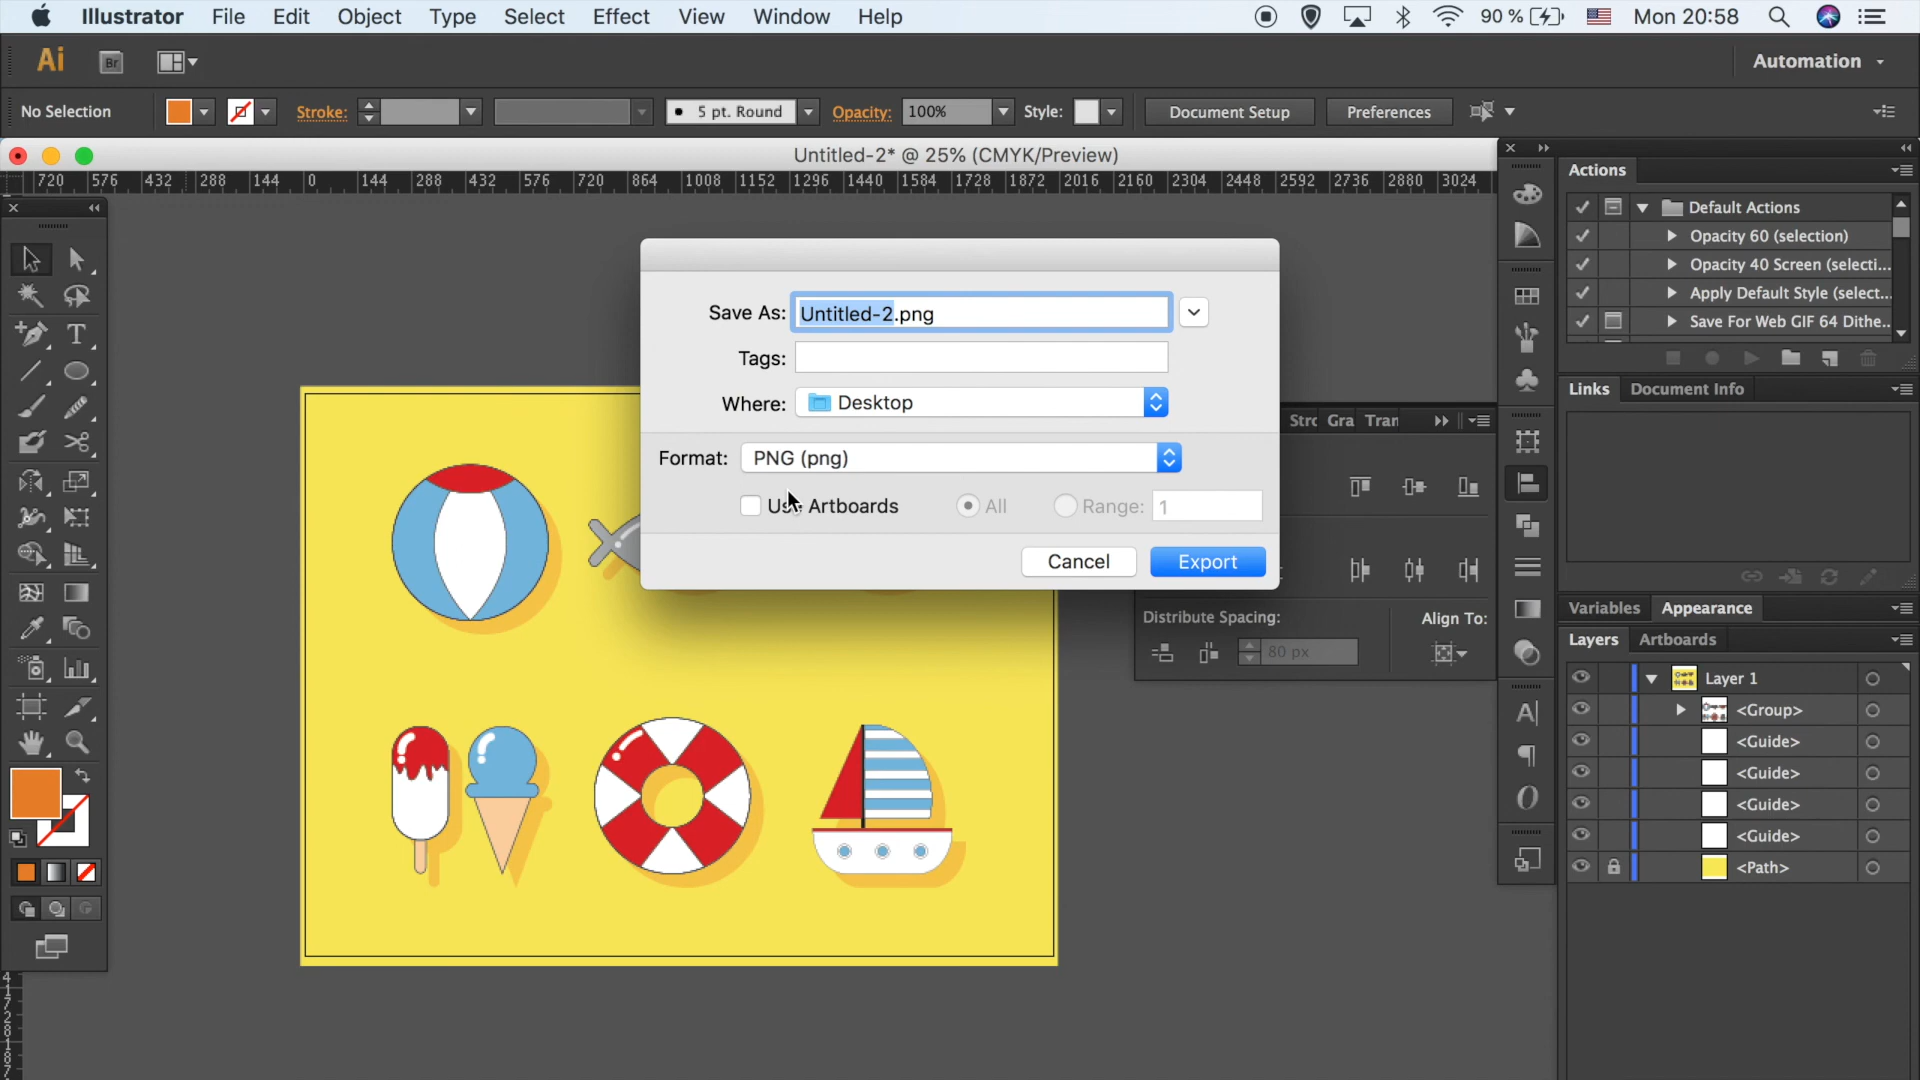 Illustrator File Edit Object Type Select Effect View Window Help 90 % Mon 20:58
Ai Br Automation
No Selection Stroke: 5 pt. Round Opacity: 100% Style: Document Setup Preferences
Untitled-2* @ 25% (CMYK/Preview)
720 576 432 288 144 0 144 288 432 576 720 864 1008 1152 1296 1440 1584 1728 1872 2016 2160 2304 2448 2592 2736 2880 3024
Save As: Untitled-2.png
Tags:
Where: Desktop
Format: PNG (png)
Use Artboards All Range: 1
Cancel Export
Stro Gra Tran
Distribute Spacing: Align To:
80 px
Actions
Default Actions
Opacity 60 (selection)
Opacity 40 Screen (selecti...
Apply Default Style (select...
Save For Web GIF 64 Dithe...
Links Document Info
Variables Appearance
Layers Artboards
Layer 1
<Group>
<Guide>
<Guide>
<Guide>
<Guide>
<Path>